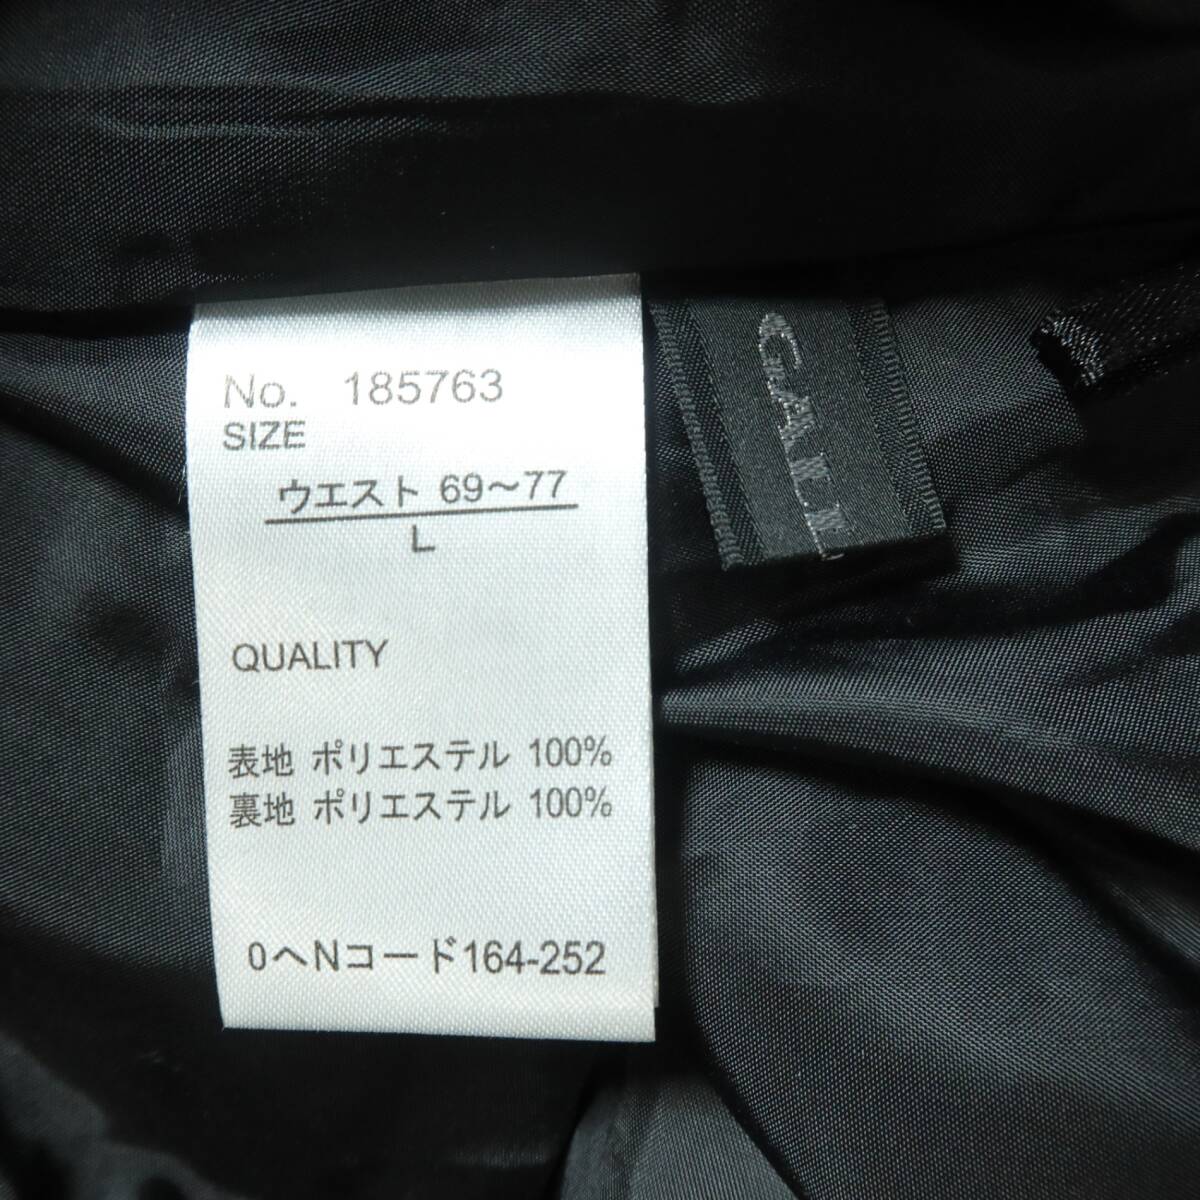 No. 185763
SIZE
ウエスト 69～77
L
QUALITY
表地 ポリエステル 100%
裏地 ポリエステル 100%
0ヘNコード164-252